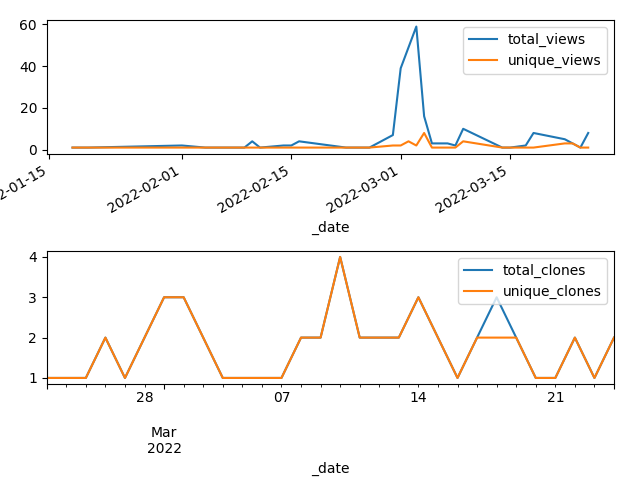 60
40
20
0
total_views
unique_views
2-01-15
2022-02-01
2022-02-15
2022-03-01
2022-03-15
_date
4
3
2
1
total_clones
unique_clones
28
07
14
21
Mar
2022
_date